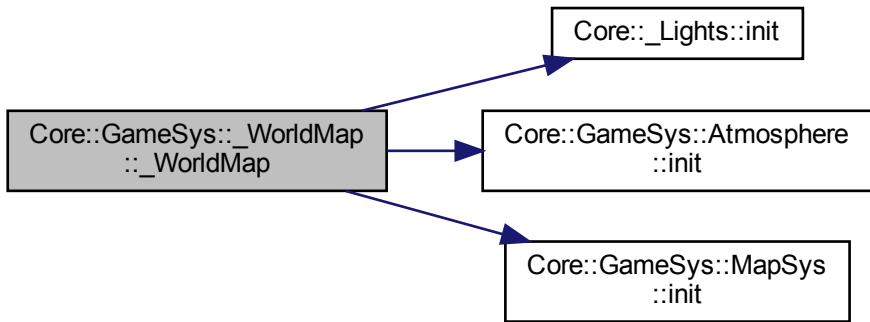 Core::_Lights::init
Core::GameSys::_WorldMap
::_WorldMap
Core::GameSys::Atmosphere
::init
Core::GameSys::MapSys
::init